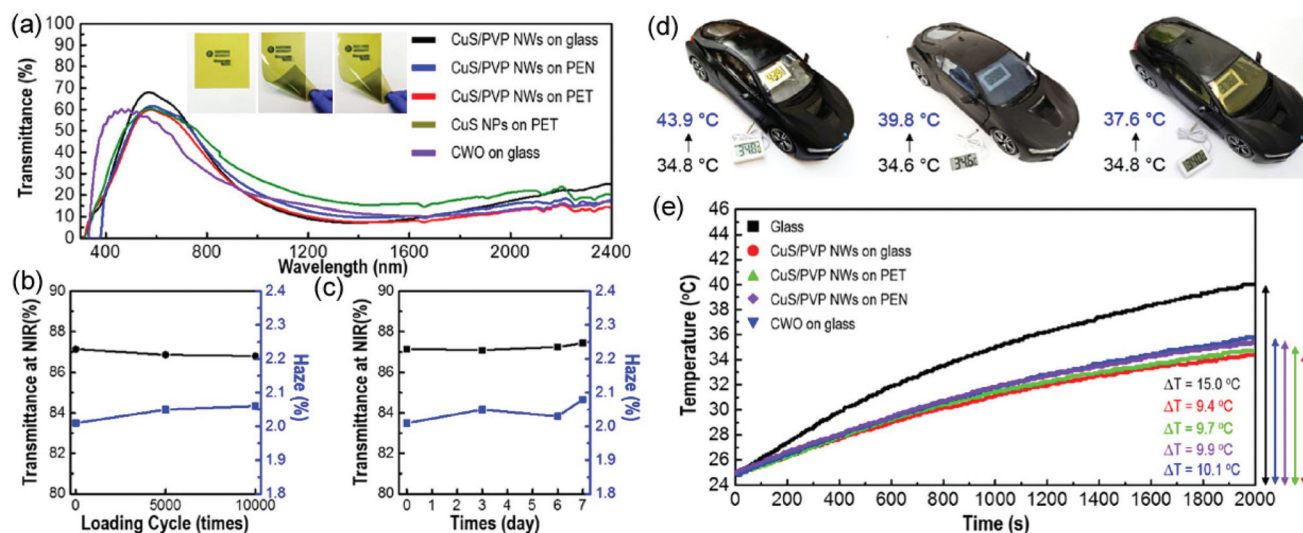 (a)
100
90
80
70
60
50
40
30
20
10
0
Transmittance (%)
CuS/PVP NWs on glass
CuS/PVP NWs on PEN
CuS/PVP NWs on PET
CuS NPs on PET
CWO on glass
400 800 1200 1600 2000 2400
Wavelength (nm)
(b)
90
88
86
84
82
80
Transmittance at NIR(%)
2.4
2.3
2.2
2.1
2.0
1.9
1.8
Haze (%)
0 5000 10000
Loading Cycle (times)
(c)
90
88
86
84
82
80
Transmittance at NIR(%)
2.4
2.3
2.2
2.1
2.0
1.9
1.8
Haze (%)
0 1 2 3 4 5 6 7
Times (day)
(d)
43.9 °C
34.8 °C
39.8 °C
34.6 °C
37.6 °C
34.8 °C
(e)
46
44
42
40
38
36
34
32
30
28
26
24
Temperature (°C)
Glass
CuS/PVP NWs on glass
CuS/PVP NWs on PET
CuS/PVP NWs on PEN
CWO on glass
ΔT = 15.0 °C
ΔT = 9.4 °C
ΔT = 9.7 °C
ΔT = 9.9 °C
ΔT = 10.1 °C
0 200 400 600 800 1000 1200 1400 1600 1800 2000
Time (s)